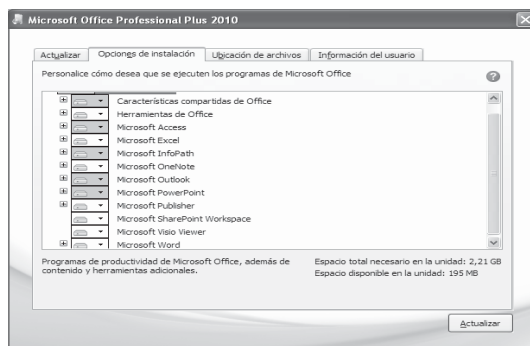 Microsoft Office Professional Plus 2010
Actualizar Opciones de instalación Ubicación de archivos Información del usuario
Personalice cómo desea que se ejecuten los programas de Microsoft Office
Características compartidas de Office
Herramientas de Office
Microsoft Access
Microsoft Excel
Microsoft InfoPath
Microsoft OneNote
Microsoft Outlook
Microsoft PowerPoint
Microsoft Publisher
Microsoft SharePoint Workspace
Microsoft Visio Viewer
Microsoft Word
Programas de productividad de Microsoft Office, además de
contenido y herramientas adicionales.
Espacio total necesario en la unidad: 2,21 GB
Espacio disponible en la unidad: 195 MB
Actualizar